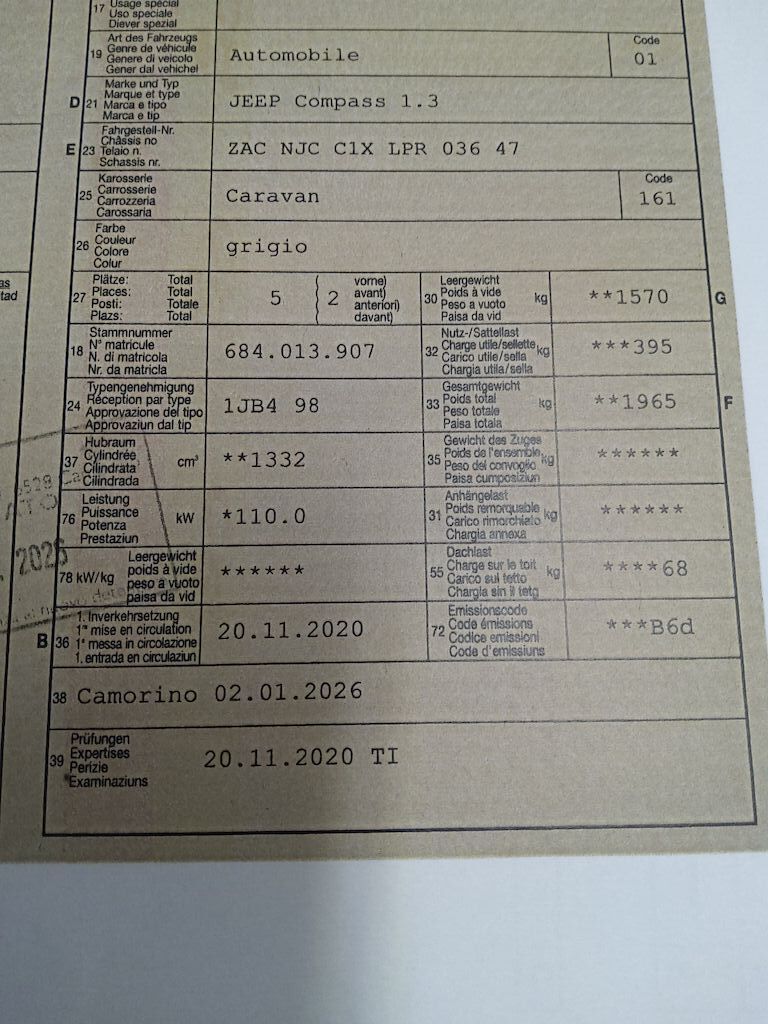 17 Usage spécial
Uso speciale
Diever spezial
19 Art des Fahrzeugs
Genre de véhicule
Genere di veicolo
Gener dal vehichel
Automobile
Code
01
D 21 Marke und Typ
Marque et type
Marca e tipo
Marca e tip
JEEP Compass 1.3
E 23 Fahrgestell-Nr.
Châssis no
Telaio n.
Schassis nr.
ZAC NJC C1X LPR 036 47
25 Karosserie
Carrosserie
Carrozzeria
Carossaria
Caravan
Code
161
26 Farbe
Couleur
Colore
Colur
grigio
27 Plätze: Total
Places: Total
Posti: Totale
Plazs: Total
5
2
vorne)
avant)
anteriori)
davant)
30 Leergewicht
Poids à vide
Peso a vuoto
Paisa da vid
kg
**1570
G
18 Stammnummer
N° matricule
N. di matricola
Nr. da matricla
684.013.907
32 Nutz-/Sattellast
Charge utile/sellette
Carico utile/sella
Chargia utila/sella
kg
***395
24 Typengenehmigung
Réception par type
Approvazione del tipo
Approvaziun dal tip
1JB4 98
33 Gesamtgewicht
Poids total
Peso totale
Paisa totala
kg
**1965
F
37 Hubraum
Cylindrée
Cilindrata
Cilindrada
cm³
**1332
35 Gewicht des Zuges
Poids de l'ensemble
Peso del convoglio
Paisa cumposiziun
kg
******
76 Leistung
Puissance
Potenza
Prestaziun
kW
*110.0
31 Anhängelast
Poids remorquable
Carico rimorchiato
Chargia annexa
kg
******
2026
78 kW/kg
Leergewicht
poids à vide
peso a vuoto
paisa da vid
******
55 Dachlast
Charge sur le toit
Carico sul tetto
Chargia sin il tetg
kg
****68
B 36 1. Inverkehrsetzung
1re mise en circulation
1a messa in circolazione
1. entrada en circulaziun
20.11.2020
72 Emissionscode
Code émissions
Codice emissioni
Code d'emissiuns
***B6d
38 Camorino 02.01.2026
39 Prüfungen
Expertises
Perizie
Examinaziuns
20.11.2020 TI